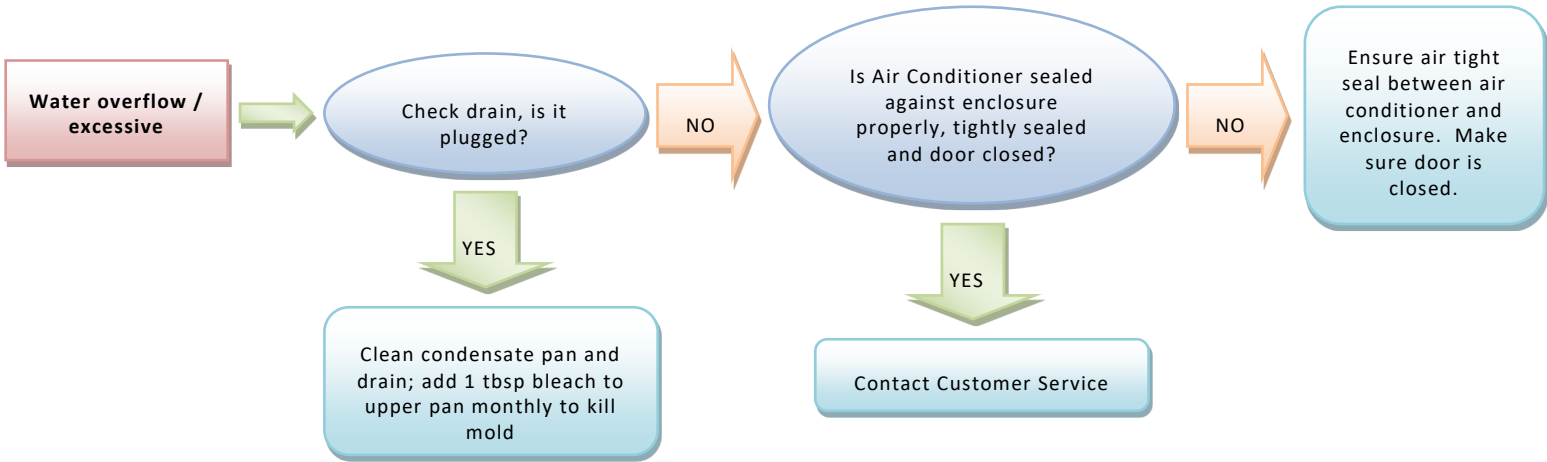 Water overflow /
excessive
Check drain, is it
plugged?
NO
Is Air Conditioner sealed
against enclosure
properly, tightly sealed
and door closed?
NO
Ensure air tight
seal between air
conditioner and
enclosure.  Make
sure door is
closed.
YES
Clean condensate pan and
drain; add 1 tbsp bleach to
upper pan monthly to kill
mold
YES
Contact Customer Service